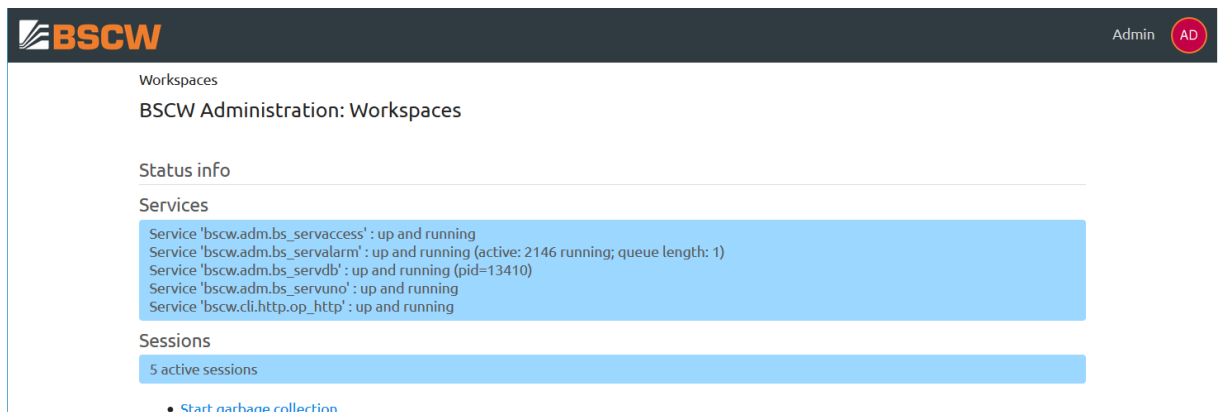 BSCW
Admin AD
Workspaces
BSCW Administration: Workspaces
Status info
Services
Service 'bscw.adm.bs_servaccess' : up and running
Service 'bscw.adm.bs_servalarm' : up and running (active: 2146 running; queue length: 1)
Service 'bscw.adm.bs_servdb' : up and running (pid=13410)
Service 'bscw.adm.bs_servuno' : up and running
Service 'bscw.cli.http.op_http' : up and running
Sessions
5 active sessions
• Start garbage collection